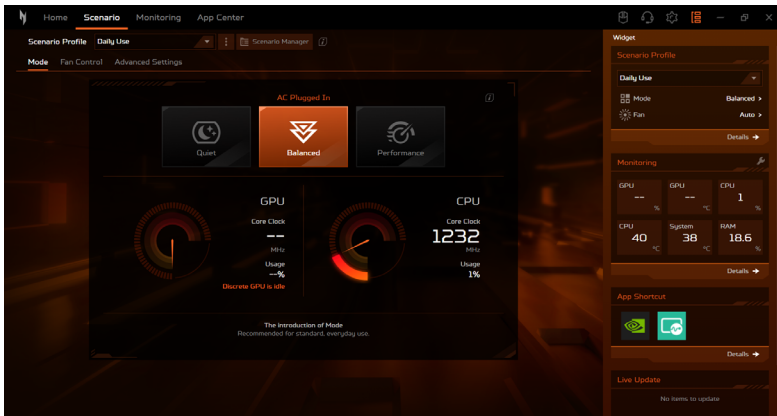 Home Scenario Monitoring App Center
Scenario Profile Daily Use Scenario Manager
Mode Fan Control Advanced Settings
AC Plugged In
Quiet Balanced Performance
GPU
Core Clock
--
MHz
Usage
--%
Discrete GPU is idle
CPU
Core Clock
1232
MHz
Usage
1%
The Introduction of Mode
Recommended for standard, everyday use.
Widget
Scenario Profile
Daily Use
Mode Balanced >
Fan Auto >
Details
Monitoring
GPU
--
%
GPU
--
°C
CPU
1
%
CPU
40
°C
System
38
°C
RAM
18.6
%
Details
App Shortcut
Details
Live Update
No items to update